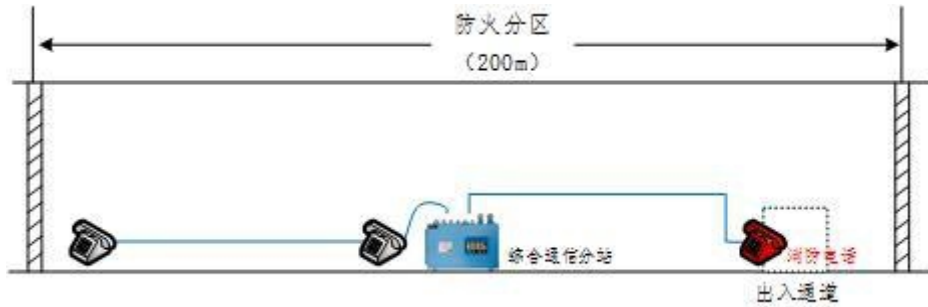 防火分区
（200m）
综合通信分站
消防电话
出入通道